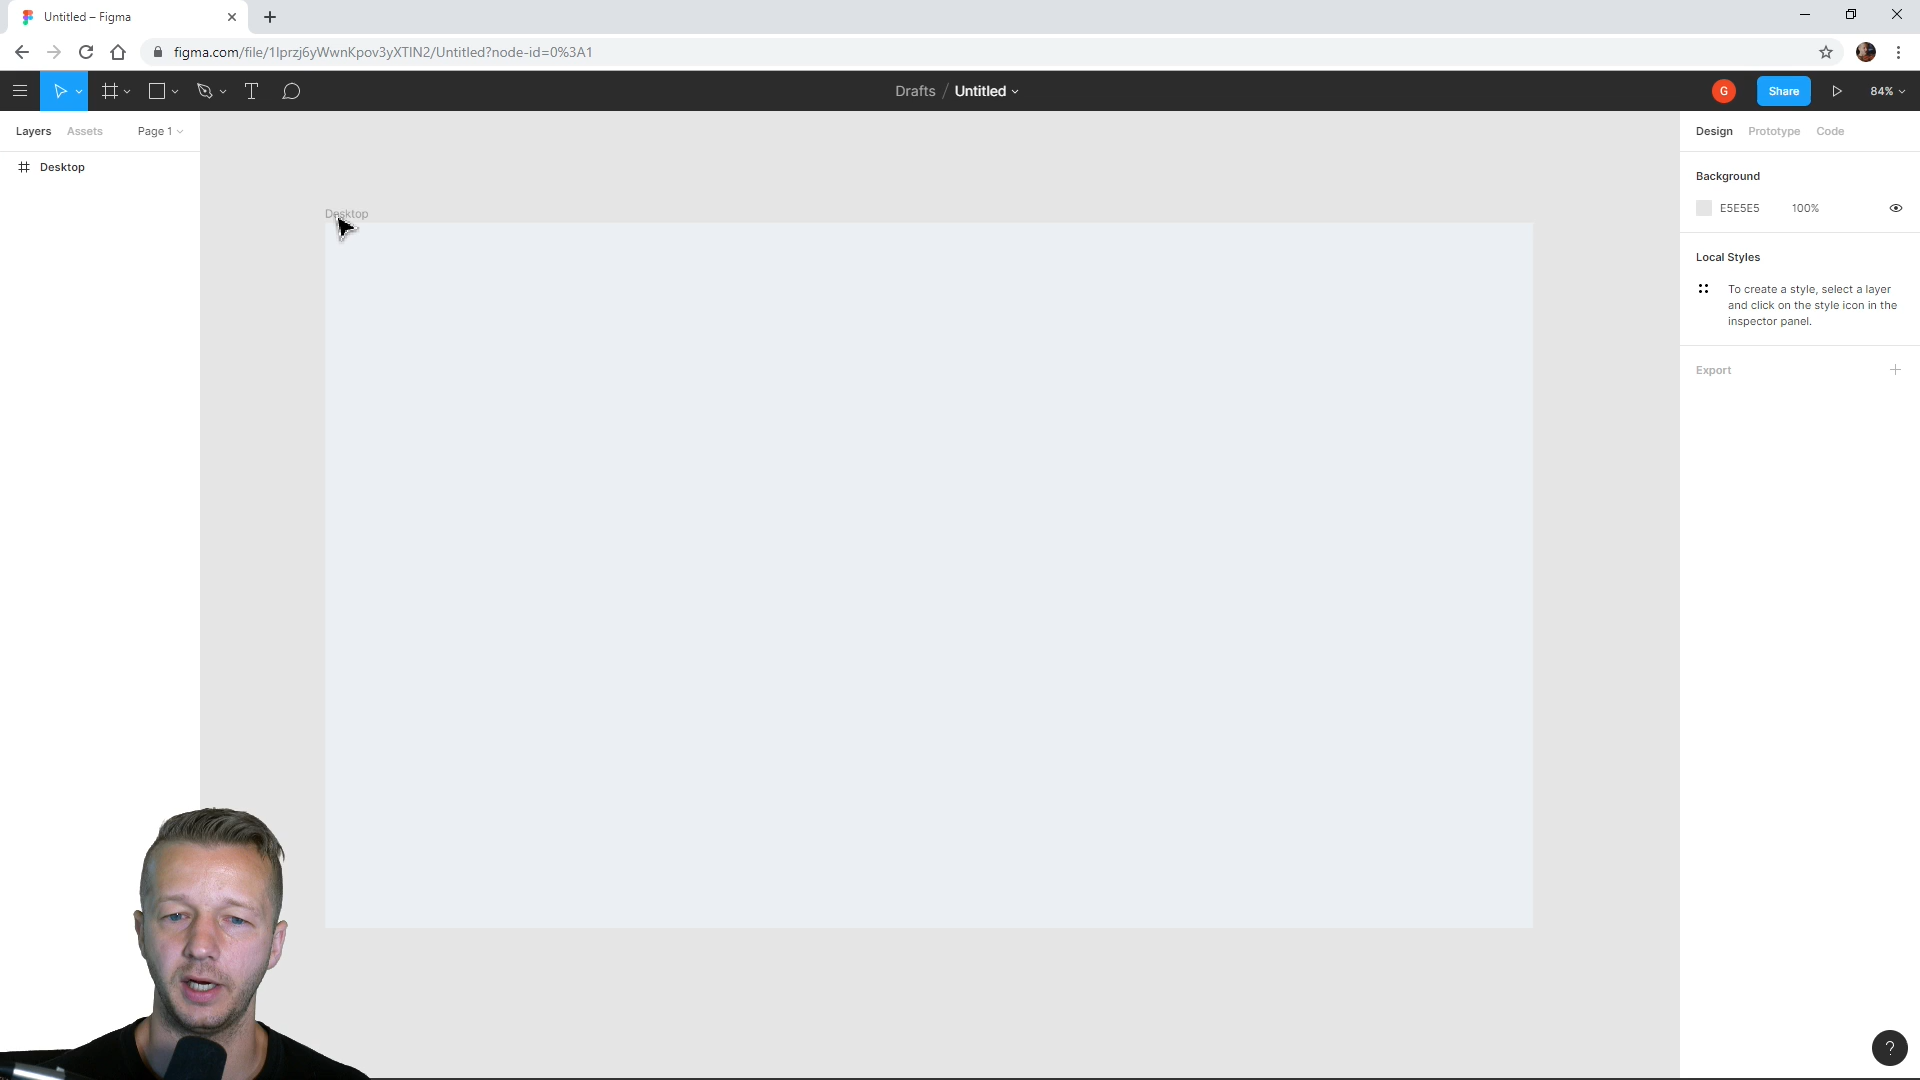 Untitled – Figma
figma.com/file/1Iprzj6yWwnKpov3yXTIN2/Untitled?node-id=0%3A1
Drafts / Untitled
G
Share
84%
Layers
Assets
Page 1
Design
Prototype
Code
Desktop
Background
E5E5E5
100%
Desktop
Local Styles
To create a style, select a layer
and click on the style icon in the
inspector panel.
Export
?